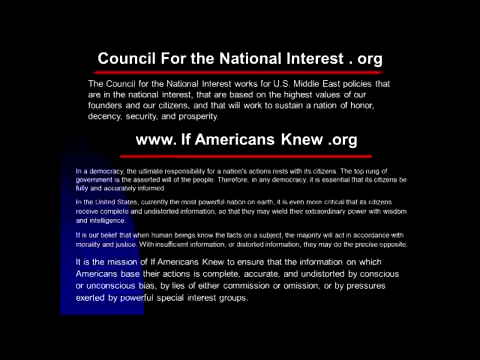 Council For the National Interest . org
The Council for the National Interest works for U.S. Middle East policies that
are in the national interest, that are based on the highest values of our
founders and our citizens, and that will work to sustain a nation of honor,
decency, security, and prosperity.
www. If Americans Knew .org
In a democracy, the ultimate responsibility for a nation's actions rests with its citizens. The top rung of
government is the asserted will of the people. Therefore, in any democracy, it is essential that its citizens be
fully and accurately informed.
In the United States, currently the most powerful nation on earth, it is even more critical that its citizens
receive complete and undistorted information, so that they may wield their extraordinary power with wisdom
and intelligence.
It is our belief that when human beings know the facts on a subject, the majority will act in accordance with
morality and justice. With insufficient information, or distorted information, they may do the precise opposite.
It is the mission of If Americans Knew to ensure that the information on which
Americans base their actions is complete, accurate, and undistorted by conscious
or unconscious bias, by lies of either commission or omission, or by pressures
exerted by powerful special interest groups.